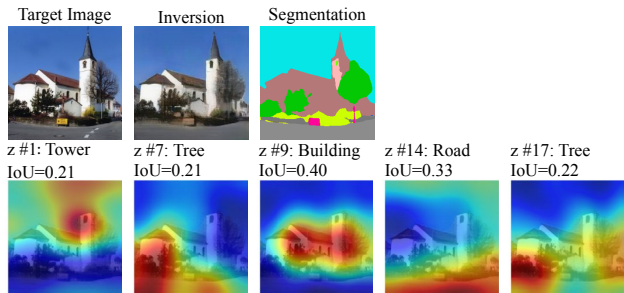 Target Image Inversion Segmentation
z #1: Tower z #7: Tree z #9: Building z #14: Road z #17: Tree
IoU=0.21 IoU=0.21 IoU=0.40 IoU=0.33 IoU=0.22